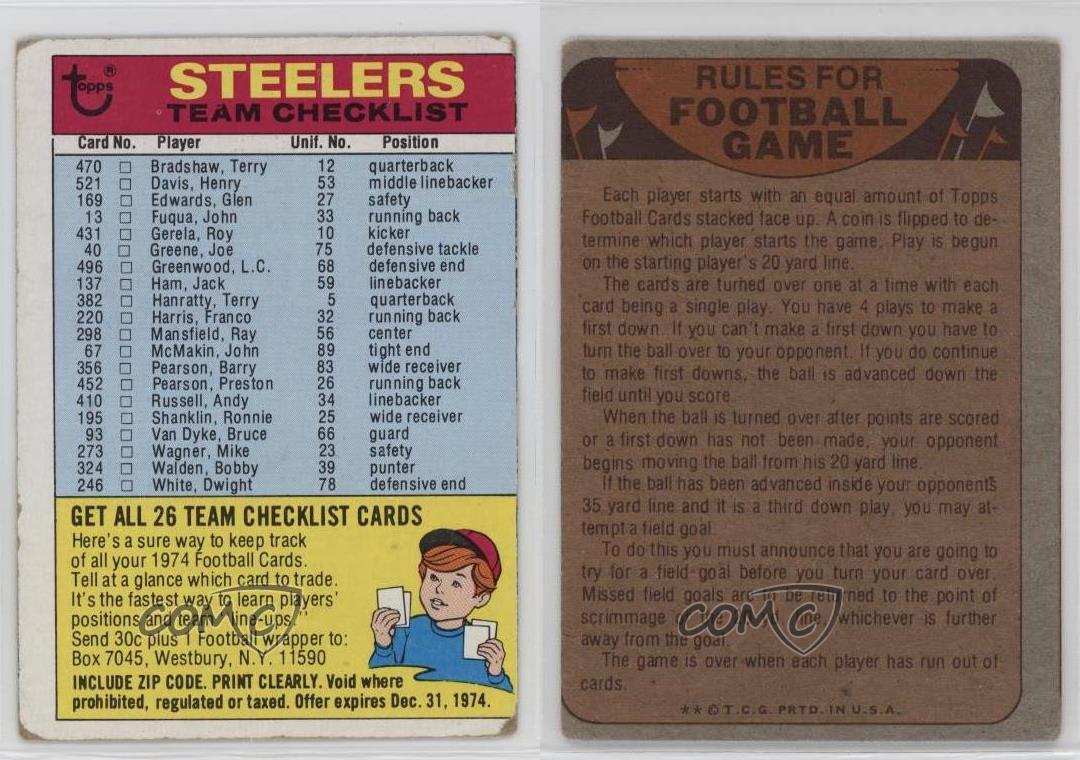 topps®
STEELERS
TEAM CHECKLIST
Card No. Player Unif. No. Position
470 □ Bradshaw, Terry 12 quarterback
521 □ Davis, Henry 53 middle linebacker
169 □ Edwards, Glen 27 safety
13 □ Fuqua, John 33 running back
431 □ Gerela, Roy 10 kicker
40 □ Greene, Joe 75 defensive tackle
496 □ Greenwood, L.C. 68 defensive end
137 □ Ham, Jack 59 linebacker
382 □ Hanratty, Terry 5 quarterback
220 □ Harris, Franco 32 running back
298 □ Mansfield, Ray 56 center
67 □ McMakin, John 89 tight end
356 □ Pearson, Barry 83 wide receiver
452 □ Pearson, Preston 26 running back
410 □ Russell, Andy 34 linebacker
195 □ Shanklin, Ronnie 25 wide receiver
93 □ Van Dyke, Bruce 66 guard
273 □ Wagner, Mike 23 safety
324 □ Walden, Bobby 39 punter
246 □ White, Dwight 78 defensive end
GET ALL 26 TEAM CHECKLIST CARDS
Here's a sure way to keep track
of all your 1974 Football Cards.
Tell at a glance which card to trade.
It's the fastest way to learn players'
positions and team line-ups.
Send 30c plus 1 Football wrapper to:
Box 7045, Westbury, N.Y. 11590
INCLUDE ZIP CODE. PRINT CLEARLY. Void where
prohibited, regulated or taxed. Offer expires Dec. 31, 1974.
COMC
RULES FOR
FOOTBALL
GAME
Each player starts with an equal amount of Topps
Football Cards stacked face up. A coin is flipped to de-
termine which player starts the game. Play is begun
on the starting player's 20 yard line.
The cards are turned over one at a time with each
card being a single play. You have 4 plays to make a
first down. If you can't make a first down you have to
turn the ball over to your opponent. If you do continue
to make first downs, the ball is advanced down the
field until you score.
When the ball is turned over after points are scored
or a first down has not been made, your opponent
begins moving the ball from his 20 yard line.
If the ball has been advanced inside your opponent's
35 yard line and it is a third down play, you may at-
tempt a field goal.
To do this you must announce that you are going to
try for a field goal before you turn your card over.
Missed field goals are to be returned to the point of
scrimmage or the 20 yard line, whichever is further
away from the goal.
The game is over when each player has run out of
cards.
COMC
** © T.C.G. PRTD. IN U.S.A.